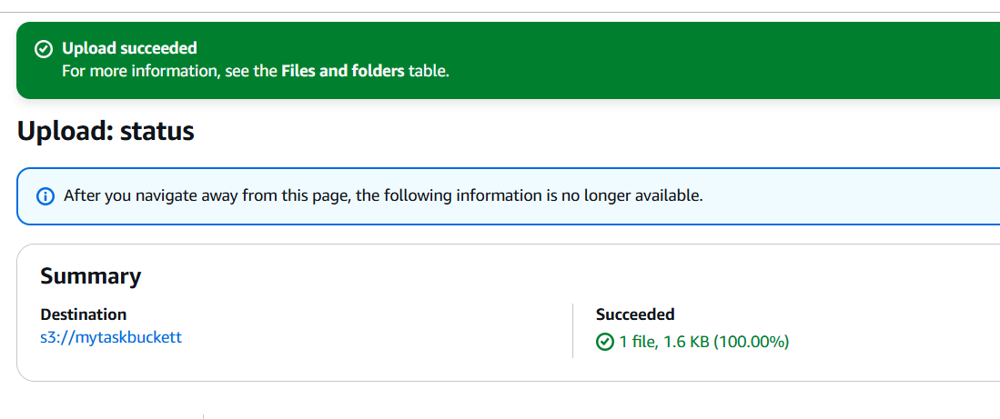 Upload succeeded
For more information, see the Files and folders table.
Upload: status
After you navigate away from this page, the following information is no longer available.
Summary
Destination
s3://mytaskbuckett
Succeeded
1 file, 1.6 KB (100.00%)